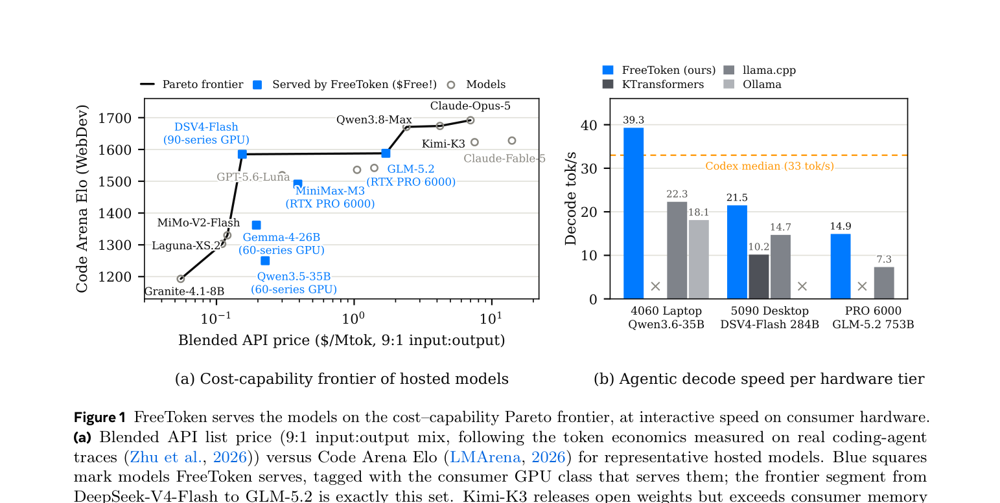 Pareto frontier
Served by FreeToken ($Free!)
Models
Code Arena Elo (WebDev)
1700
1600
1500
1400
1300
1200
Claude-Opus-5
Qwen3.8-Max
DSV4-Flash
(90-series GPU)
Kimi-K3
Claude-Fable-5
GLM-5.2
(RTX PRO 6000)
GPT-5.6-Luna
MiniMax-M3
(RTX PRO 6000)
MiMo-V2-Flash
Gemma-4-26B
(60-series GPU)
Laguna-XS.2
Qwen3.5-35B
(60-series GPU)
Granite-4.1-8B
10⁻¹
10⁰
10¹
Blended API price ($/Mtok, 9:1 input:output)
(a) Cost-capability frontier of hosted models
FreeToken (ours)
llama.cpp
KTransformers
Ollama
Decode tok/s
40
30
20
10
0
39.3
Codex median (33 tok/s)
22.3
18.1
21.5
10.2
14.7
14.9
7.3
×
×
×
4060 Laptop
Qwen3.6-35B
5090 Desktop
DSV4-Flash 284B
PRO 6000
GLM-5.2 753B
(b) Agentic decode speed per hardware tier
Figure 1 FreeToken serves the models on the cost–capability Pareto frontier, at interactive speed on consumer hardware.
(a) Blended API list price (9:1 input:output mix, following the token economics measured on real coding-agent
traces (Zhu et al., 2026)) versus Code Arena Elo (LMArena, 2026) for representative hosted models. Blue squares
mark models FreeToken serves, tagged with the consumer GPU class that serves them; the frontier segment from
DeepSeek-V4-Flash to GLM-5.2 is exactly this set. Kimi-K3 releases open weights but exceeds consumer memory